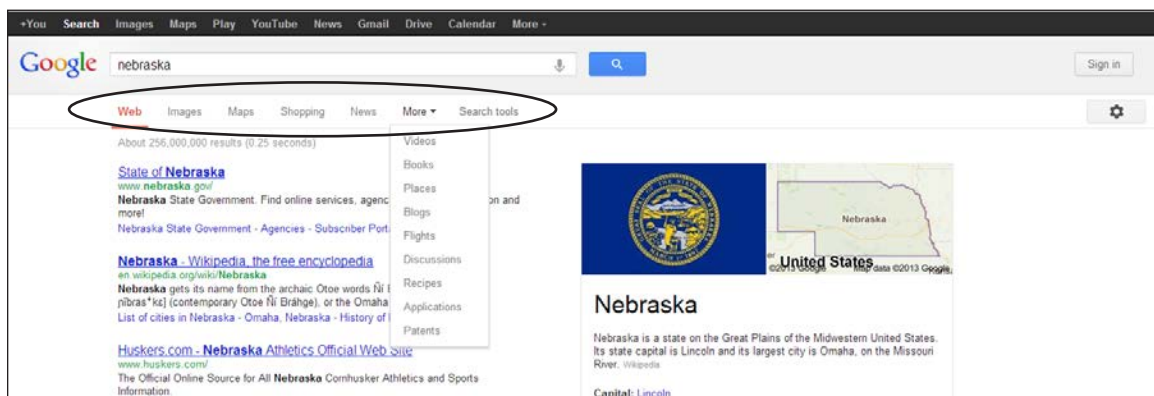 +You Search Images Maps Play YouTube News Gmail Drive Calendar More -
Google nebraska Sign in
Web Images Maps Shopping News More Search tools
About 256,000,000 results (0.25 seconds)
Videos
Books
Places
Blogs
Flights
Discussions
Recipes
Applications
Patents
State of Nebraska
www.nebraska.gov/
Nebraska State Government. Find online services, agenc on and
more!
Nebraska State Government - Agencies - Subscriber Port
Nebraska - Wikipedia, the free encyclopedia
en.wikipedia.org/wiki/Nebraska
Nebraska gets its name from the archaic Otoe words Ñí
(contemporary Otoe Ñí Bráhge), or the Omaha
List of cities in Nebraska - Omaha, Nebraska - History of
Huskers.com - Nebraska Athletics Official Web Site
www.huskers.com/
The Official Online Source for All Nebraska Cornhusker Athletics and Sports
Information.
Nebraska
United States
©2013 Google Map data ©2013 Google
Nebraska
Nebraska is a state on the Great Plains of the Midwestern United States.
Its state capital is Lincoln and its largest city is Omaha, on the Missouri
River. Wikipedia
Capital: Lincoln